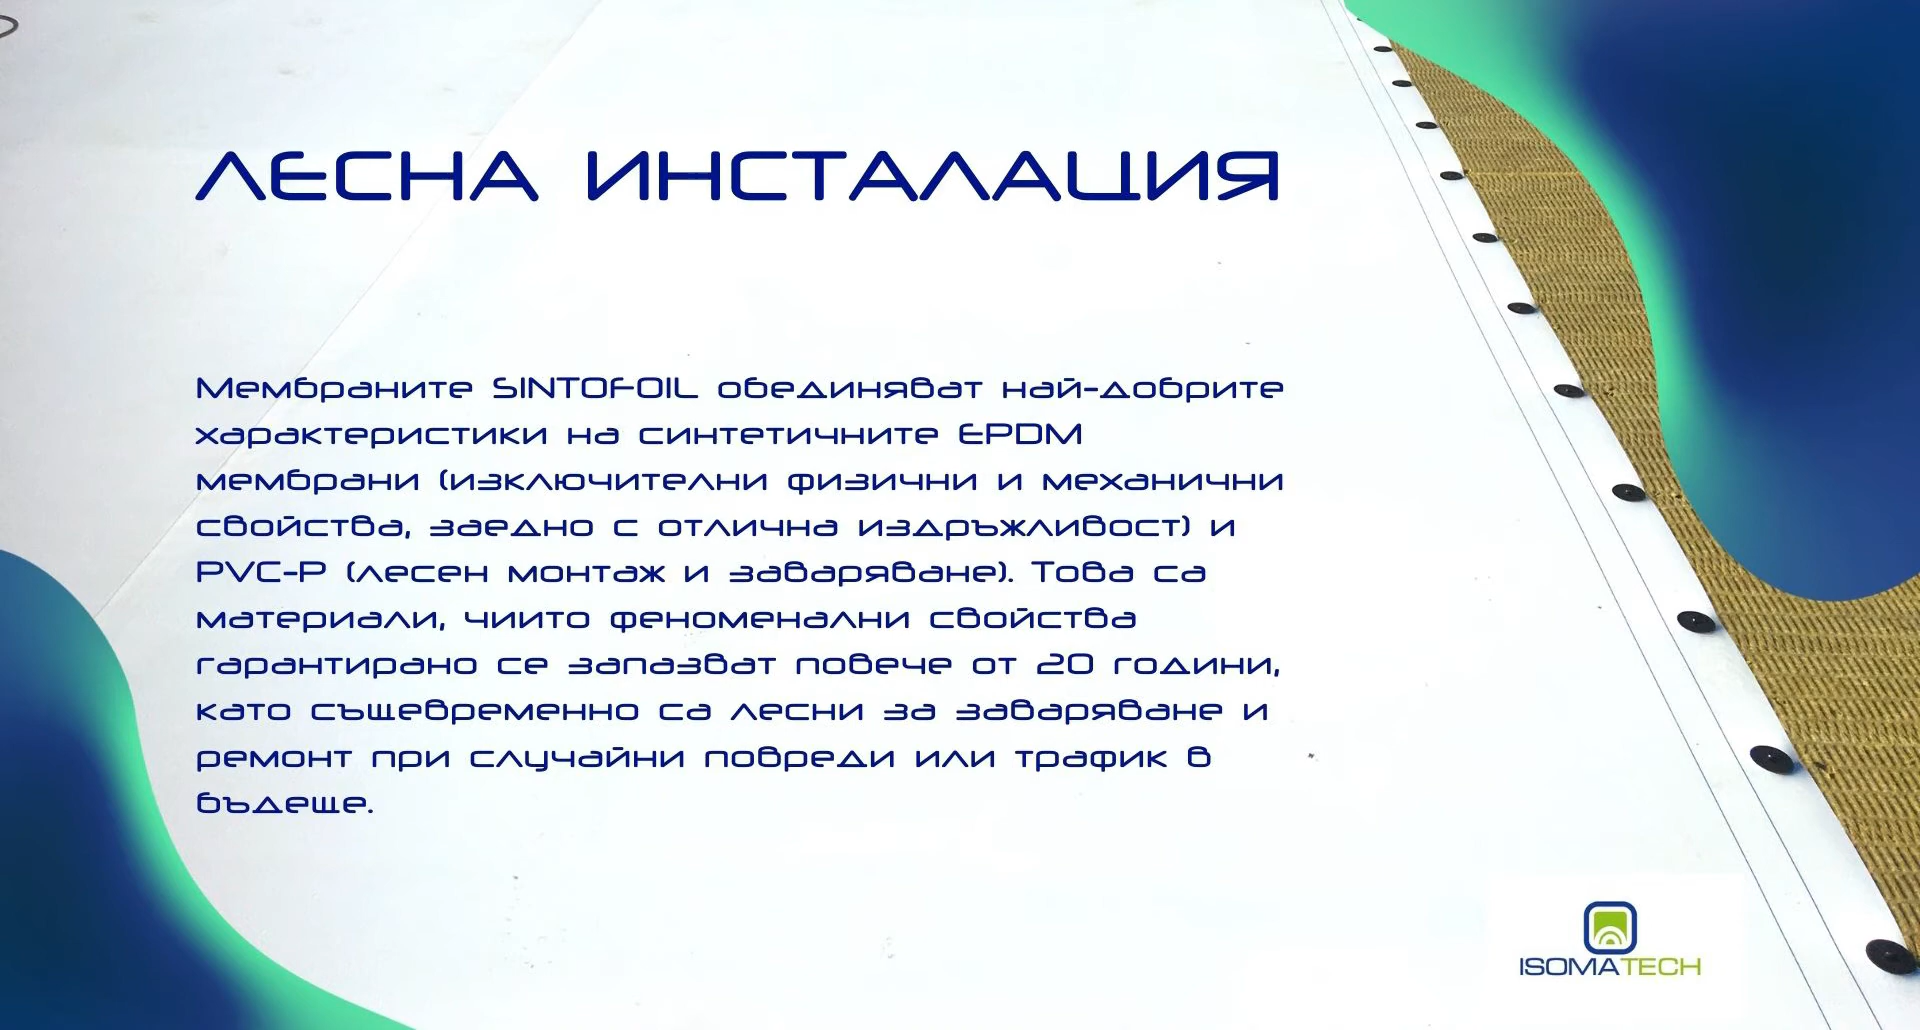 ЛЕСНА ИНСТАЛАЦИЯ
Мембраните SINTOFOIL обединяват най-добрите
характеристики на синтетичните EPDM
мембрани (изключителни физични и механични
свойства, заедно с отлична издръжливост) и
PVC-P (лесен монтаж и заваряване). Това са
материали, чиито феноменални свойства
гарантирано се запазват повече от 20 години,
като същевременно са лесни за заваряване и
ремонт при случайни повреди или трафик в
бъдеще.
ISOMATECH